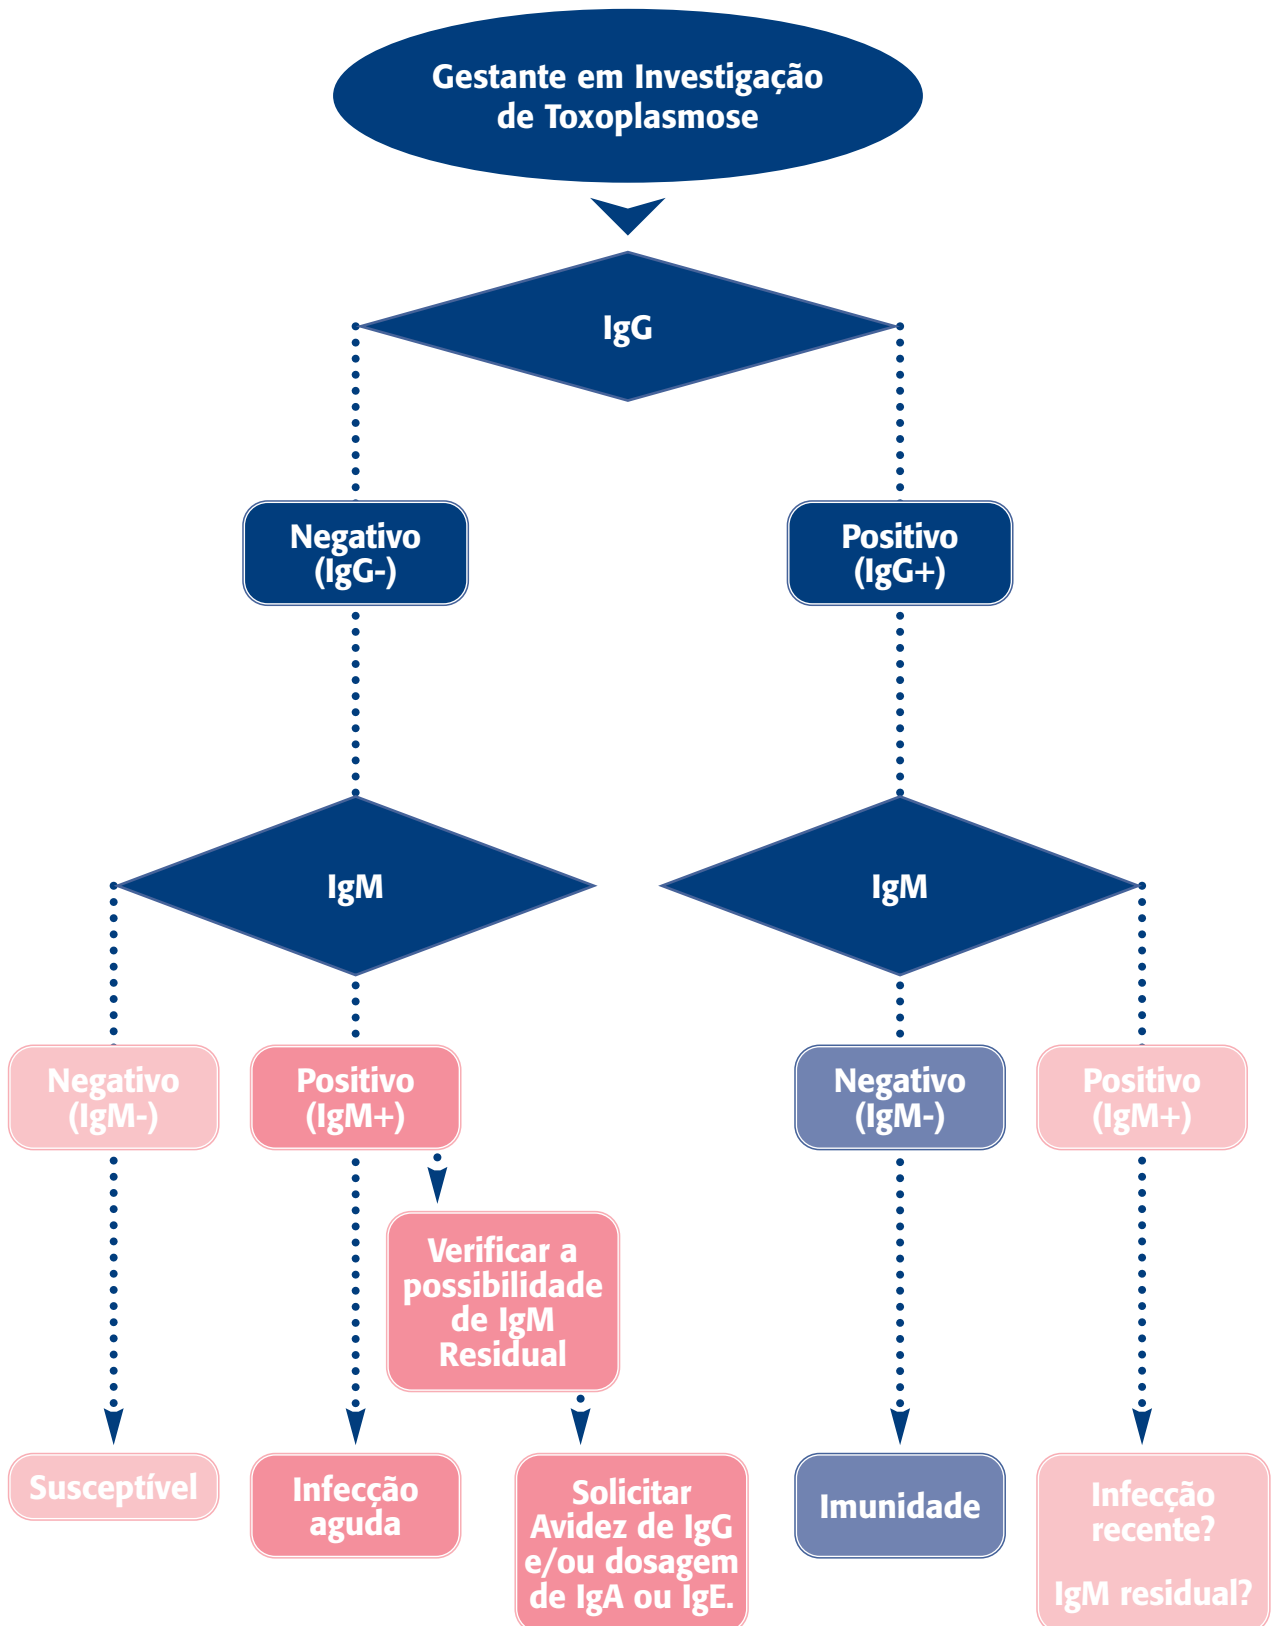 Gestante em Investigação
de Toxoplasmose
IgG
Negativo
(IgG-)
Positivo
(IgG+)
IgM
IgM
Negativo
(IgM-)
Positivo
(IgM+)
Negativo
(IgM-)
Positivo
(IgM+)
Verificar a
possibilidade
de IgM
Residual
Susceptível
Infecção
aguda
Solicitar
Avidez de IgG
e/ou dosagem
de IgA ou IgE.
Imunidade
Infecção
recente?
IgM residual?